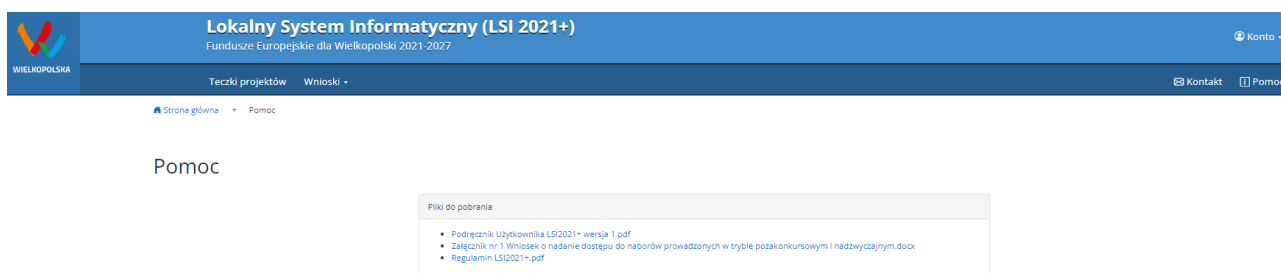 Lokalny System Informatyczny (LSI 2021+)
Fundusze Europejskie dla Wielkopolski 2021-2027
Konto
WIELKOPOLSKA
Teczki projektów Wnioski
Kontakt Pomoc
Strona główna → Pomoc
Pomoc
Pliki do pobrania
Podręcznik Użytkownika LSI2021+ wersja 1.pdf
Załącznik nr 1 Wniosek o nadanie dostępu do naborów prowadzonych w trybie pozakonkursowym i nadzwyczajnym.docx
Regulamin LSI2021+.pdf